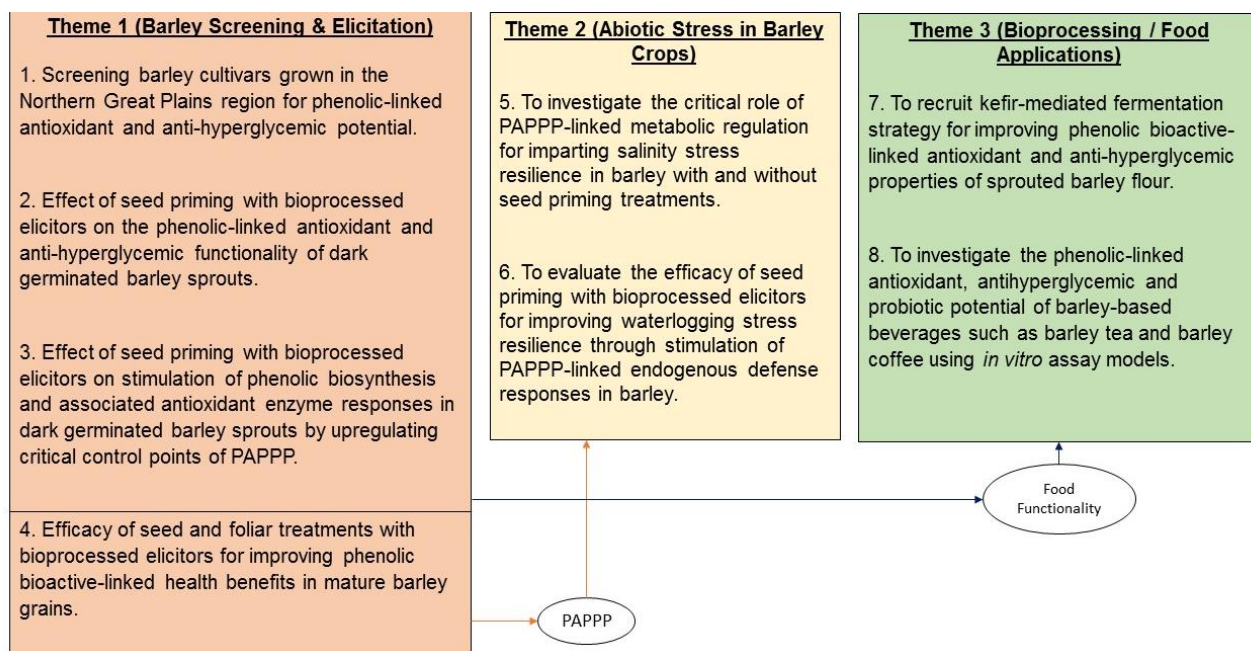 Theme 1 (Barley Screening & Elicitation)
1. Screening barley cultivars grown in the
Northern Great Plains region for phenolic-linked
antioxidant and anti-hyperglycemic potential.
2. Effect of seed priming with bioprocessed
elicitors on the phenolic-linked antioxidant and
anti-hyperglycemic functionality of dark
germinated barley sprouts.
3. Effect of seed priming with bioprocessed
elicitors on stimulation of phenolic biosynthesis
and associated antioxidant enzyme responses in
dark germinated barley sprouts by upregulating
critical control points of PAPPP.
4. Efficacy of seed and foliar treatments with
bioprocessed elicitors for improving phenolic
bioactive-linked health benefits in mature barley
grains.
Theme 2 (Abiotic Stress in Barley
Crops)
5. To investigate the critical role of
PAPPP-linked metabolic regulation
for imparting salinity stress
resilience in barley with and without
seed priming treatments.
6. To evaluate the efficacy of seed
priming with bioprocessed elicitors
for improving waterlogging stress
resilience through stimulation of
PAPPP-linked endogenous defense
responses in barley.
Theme 3 (Bioprocessing / Food
Applications)
7. To recruit kefir-mediated fermentation
strategy for improving phenolic bioactive-
linked antioxidant and anti-hyperglycemic
properties of sprouted barley flour.
8. To investigate the phenolic-linked
antioxidant, antihyperglycemic and
probiotic potential of barley-based
beverages such as barley tea and barley
coffee using in vitro assay models.
Food
Functionality
PAPPP